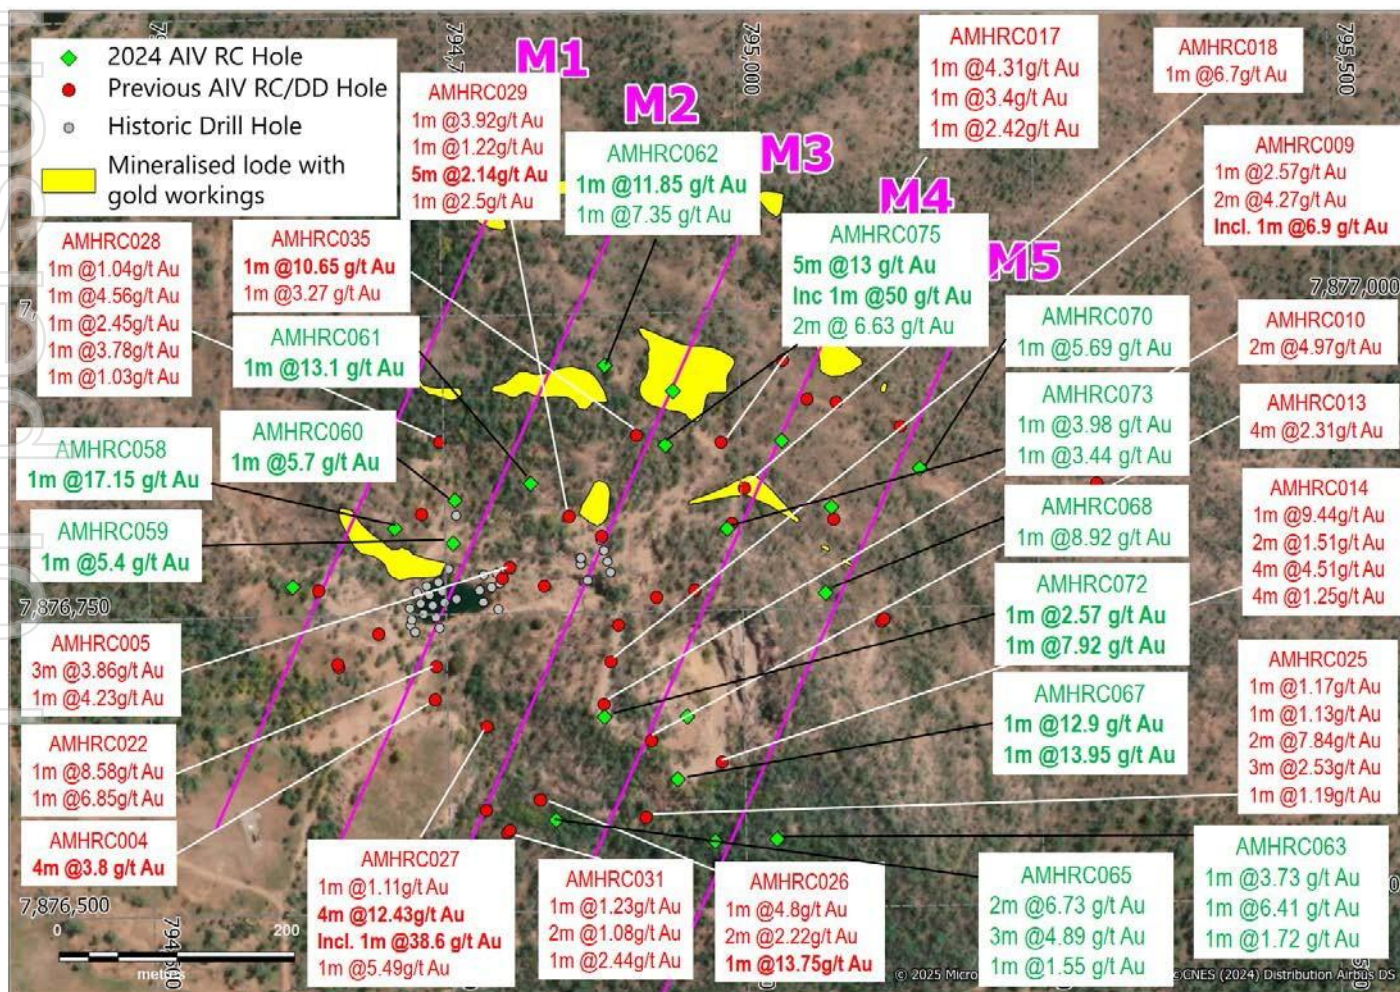 2024 AIV RC Hole
Previous AIV RC/DD Hole
Historic Drill Hole
Mineralised lode with
gold workings
M1
M2
M3
M4
M5
795,000
795,500
7,877,000
7,876,750
7,876,500
AMHRC029
1m @3.92g/t Au
1m @1.22g/t Au
5m @2.14g/t Au
1m @2.5g/t Au
AMHRC062
1m @11.85 g/t Au
1m @7.35 g/t Au
AMHRC017
1m @4.31g/t Au
1m @3.4g/t Au
1m @2.42g/t Au
AMHRC018
1m @6.7g/t Au
AMHRC009
1m @2.57g/t Au
2m @4.27g/t Au
Incl. 1m @6.9 g/t Au
AMHRC028
1m @1.04g/t Au
1m @4.56g/t Au
1m @2.45g/t Au
1m @3.78g/t Au
1m @1.03g/t Au
AMHRC035
1m @10.65 g/t Au
1m @3.27 g/t Au
AMHRC075
5m @13 g/t Au
Inc 1m @50 g/t Au
2m @ 6.63 g/t Au
AMHRC061
1m @13.1 g/t Au
AMHRC070
1m @5.69 g/t Au
AMHRC010
2m @4.97g/t Au
AMHRC060
1m @5.7 g/t Au
AMHRC073
1m @3.98 g/t Au
1m @3.44 g/t Au
AMHRC013
4m @2.31g/t Au
AMHRC058
1m @17.15 g/t Au
AMHRC059
1m @5.4 g/t Au
AMHRC068
1m @8.92 g/t Au
AMHRC014
1m @9.44g/t Au
2m @1.51g/t Au
4m @4.51g/t Au
4m @1.25g/t Au
AMHRC072
1m @2.57 g/t Au
1m @7.92 g/t Au
AMHRC005
3m @3.86g/t Au
1m @4.23g/t Au
AMHRC067
1m @12.9 g/t Au
1m @13.95 g/t Au
AMHRC025
1m @1.17g/t Au
1m @1.13g/t Au
2m @7.84g/t Au
3m @2.53g/t Au
1m @1.19g/t Au
AMHRC022
1m @8.58g/t Au
1m @6.85g/t Au
AMHRC004
4m @3.8 g/t Au
AMHRC027
1m @1.11g/t Au
4m @12.43g/t Au
Incl. 1m @38.6 g/t Au
1m @5.49g/t Au
AMHRC031
1m @1.23g/t Au
2m @1.08g/t Au
1m @2.44g/t Au
AMHRC026
1m @4.8g/t Au
2m @2.22g/t Au
1m @13.75g/t Au
AMHRC065
2m @6.73 g/t Au
3m @4.89 g/t Au
1m @1.55 g/t Au
AMHRC063
1m @3.73 g/t Au
1m @6.41 g/t Au
1m @1.72 g/t Au
0 200
metres
© 2025
CNES (2024) Distribution Airbus DS